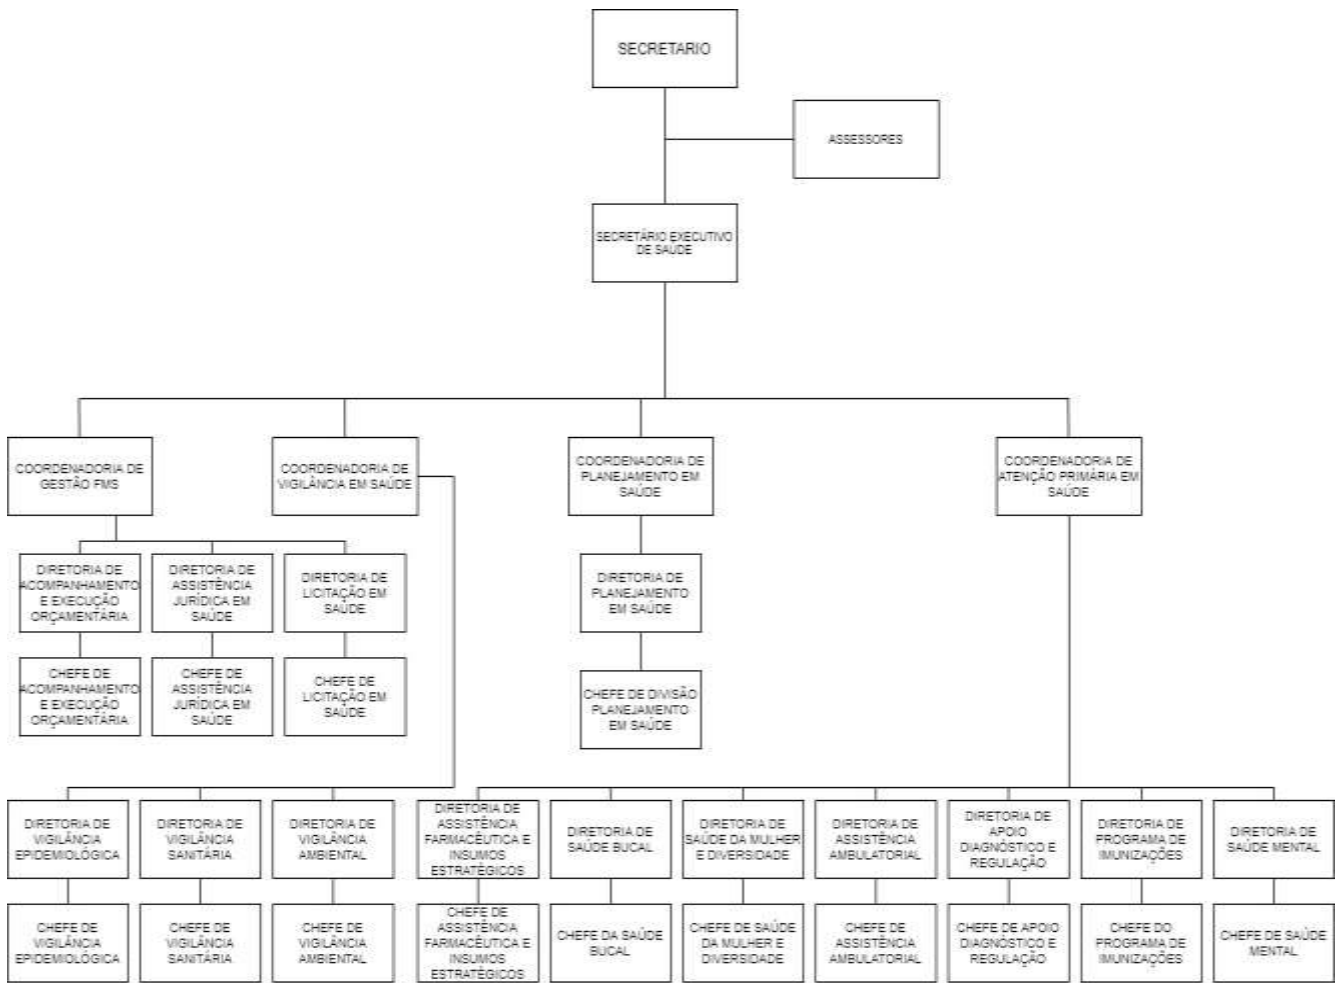 SECRETARIO
ASSESSORES
SECRETÁRIO EXECUTIVO
DE SAÚDE
COORDENADORIA DE
GESTÃO FMS
COORDENADORIA DE
VIGILÂNCIA EM SAÚDE
COORDENADORIA DE
PLANEJAMENTO EM
SAÚDE
COORDENADORIA DE
ATENÇÃO PRIMÁRIA EM
SAÚDE
DIRETORIA DE
ACOMPANHAMENTO
E EXECUÇÃO
ORÇAMENTÁRIA
DIRETORIA DE
ASSISTÊNCIA
JURÍDICA EM
SAÚDE
DIRETORIA DE
LICITAÇÃO EM
SAÚDE
DIRETORIA DE
PLANEJAMENTO
EM SAÚDE
CHEFE DE
ACOMPANHAMENTO
E EXECUÇÃO
ORÇAMENTÁRIA
CHEFE DE
ASSISTÊNCIA
JURÍDICA EM
SAÚDE
CHEFE DE
LICITAÇÃO EM
SAÚDE
CHEFE DE DIVISÃO
PLANEJAMENTO
EM SAÚDE
DIRETORIA DE
VIGILÂNCIA
EPIDEMIOLÓGICA
DIRETORIA DE
VIGILÂNCIA
SANITÁRIA
DIRETORIA DE
VIGILÂNCIA
AMBIENTAL
DIRETORIA DE
ASSISTÊNCIA
FARMACÊUTICA E
INSUMOS
ESTRATÉGICOS
DIRETORIA DE
SAÚDE BUCAL
DIRETORIA DE
SAÚDE DA MULHER
E DIVERSIDADE
DIRETORIA DE
ASSISTÊNCIA
AMBULATORIAL
DIRETORIA DE
APOIO
DIAGNÓSTICO E
REGULAÇÃO
DIRETORIA DE
PROGRAMA DE
IMUNIZAÇÕES
DIRETORIA DE
SAÚDE MENTAL
CHEFE DE
VIGILÂNCIA
EPIDEMIOLÓGICA
CHEFE DE
VIGILÂNCIA
SANITÁRIA
CHEFE DE
VIGILÂNCIA
AMBIENTAL
CHEFE DE
ASSISTÊNCIA
FARMACÊUTICA E
INSUMOS
ESTRATÉGICOS
CHEFE DA SAÚDE
BUCAL
CHEFE DE SAÚDE
DA MULHER E
DIVERSIDADE
CHEFE DE
ASSISTÊNCIA
AMBULATORIAL
CHEFE DE APOIO
DIAGNÓSTICO E
REGULAÇÃO
CHEFE DO
PROGRAMA DE
IMUNIZAÇÕES
CHEFE DE SAÚDE
MENTAL